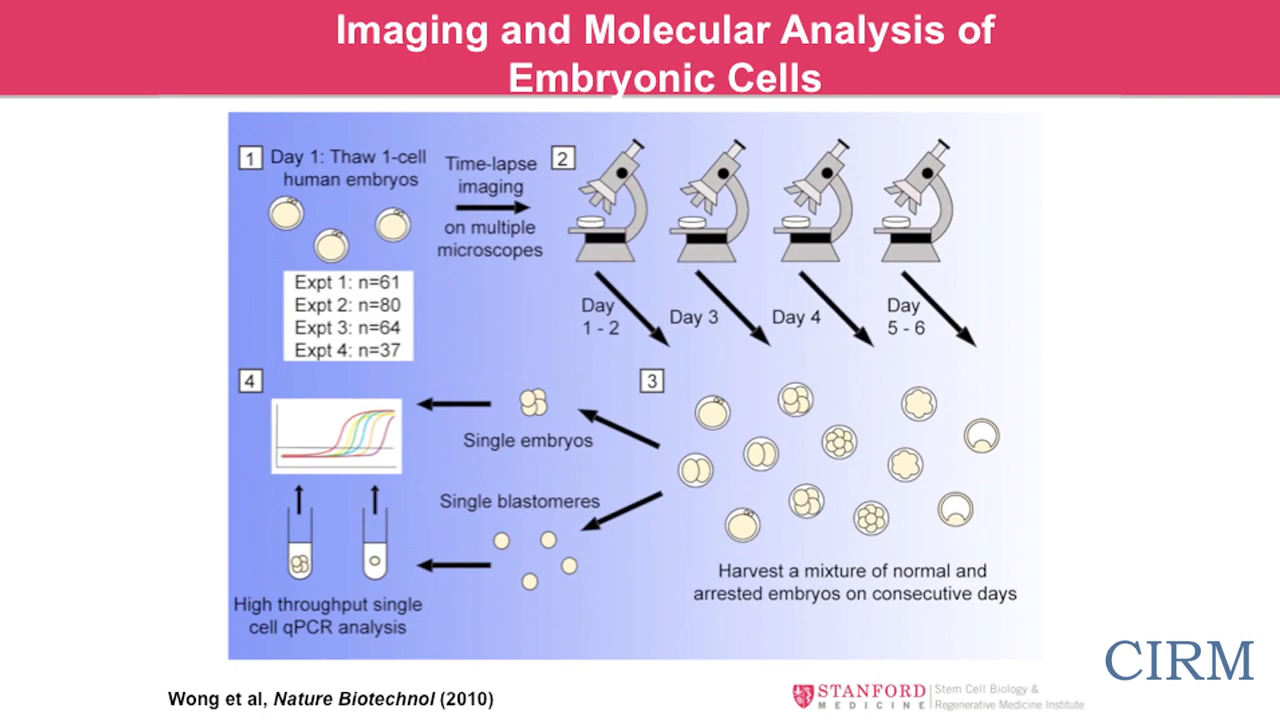 Imaging and Molecular Analysis of
Embryonic Cells
1
Day 1: Thaw 1-cell
human embryos
Expt 1: n=61
Expt 2: n=80
Expt 3: n=64
Expt 4: n=37
Time-lapse
imaging
on multiple
microscopes
2
Day
1 - 2
Day 3
Day 4
Day
5 - 6
3
Harvest a mixture of normal and
arrested embryos on consecutive days
Single embryos
Single blastomeres
4
High throughput single
cell qPCR analysis
CIRM
Wong et al, Nature Biotechnol (2010)
STANFORD
MEDICINE
Stem Cell Biology &
Regenerative Medicine Institute